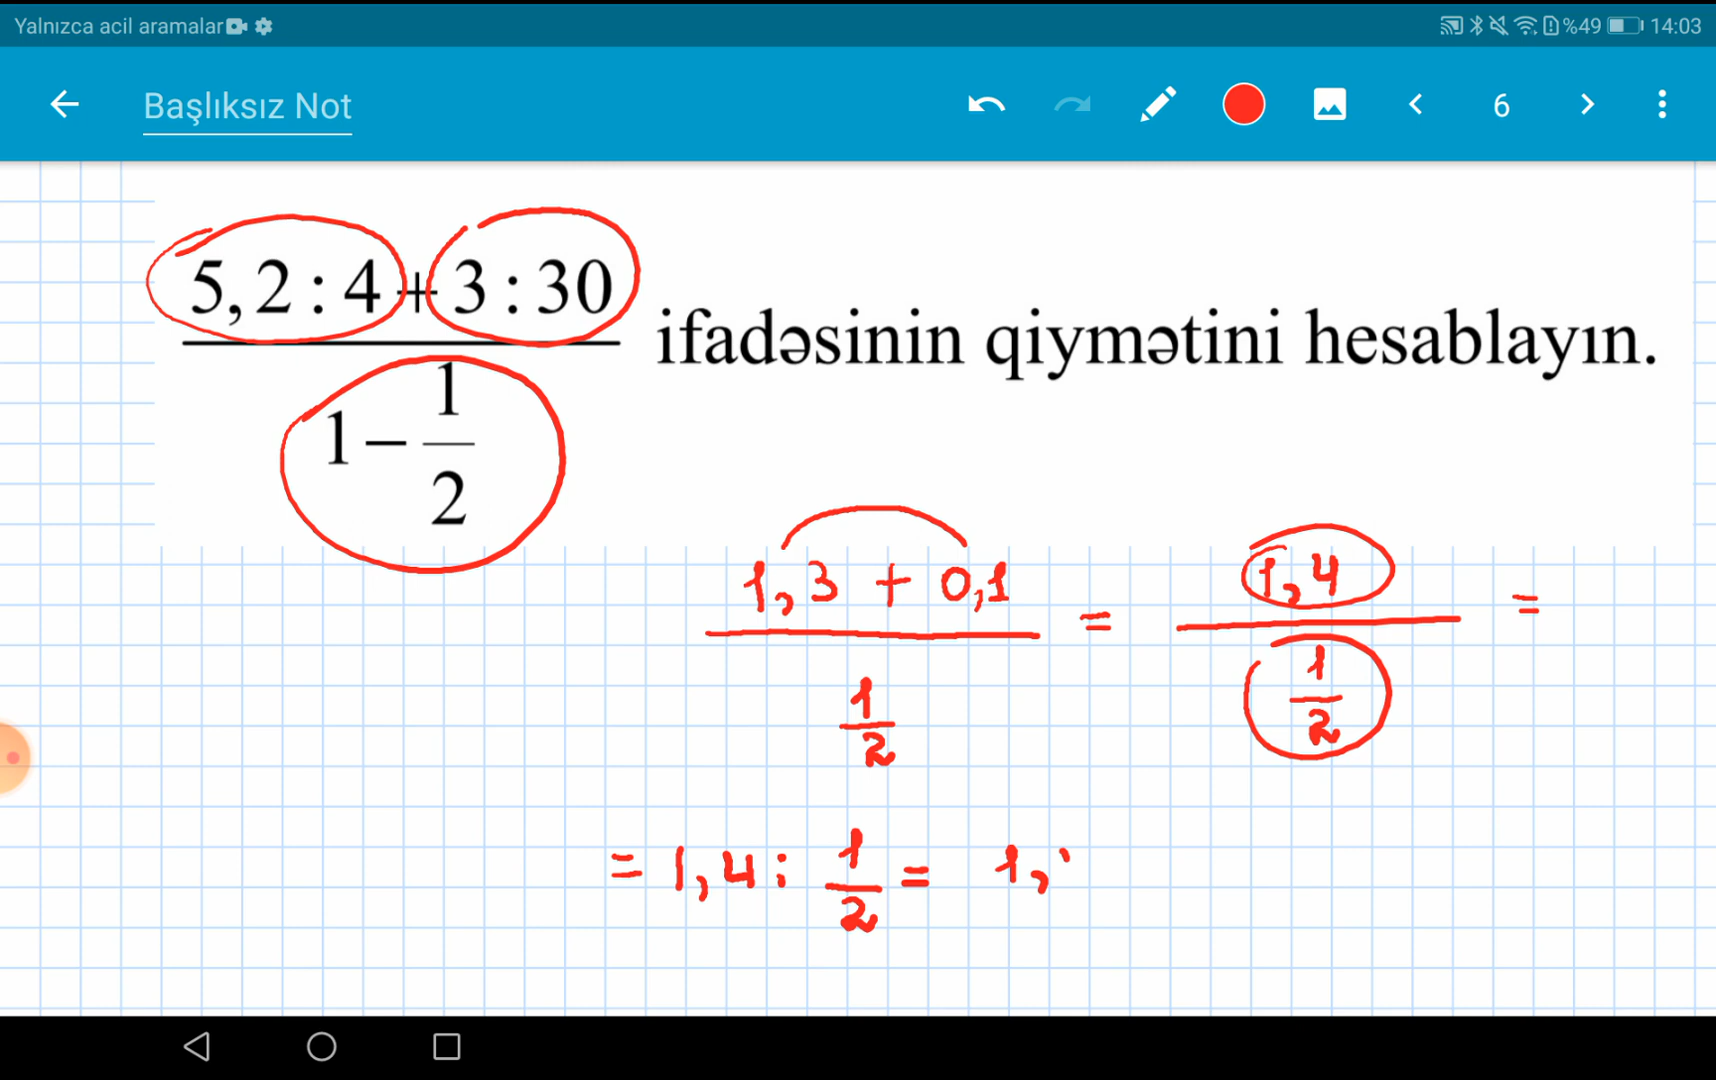 Yalnızca acil aramalar %49 14:03
Başlıksız Not 6
5,2 : 4 + 3 : 30
1 − 1/2
ifadəsinin qiymətini hesablayın.
1,3 + 0,1 = 1,4 =
1/2 1/2
= 1,4 : 1/2 = 1,